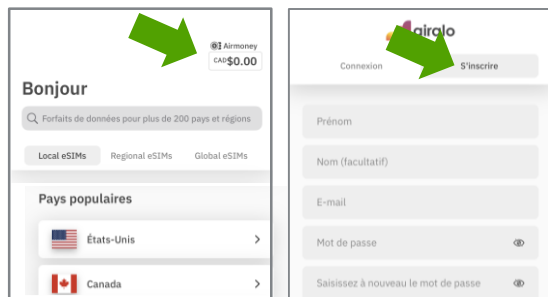 Airmoney
CAD$0.00
Bonjour
Forfaits de données pour plus de 200 pays et régions
Local eSIMs
Regional eSIMs
Global eSIMs
Pays populaires
États-Unis
Canada
airalo
Connexion
S'inscrire
Prénom
Nom (facultatif)
E-mail
Mot de passe
Saisissez à nouveau le mot de passe